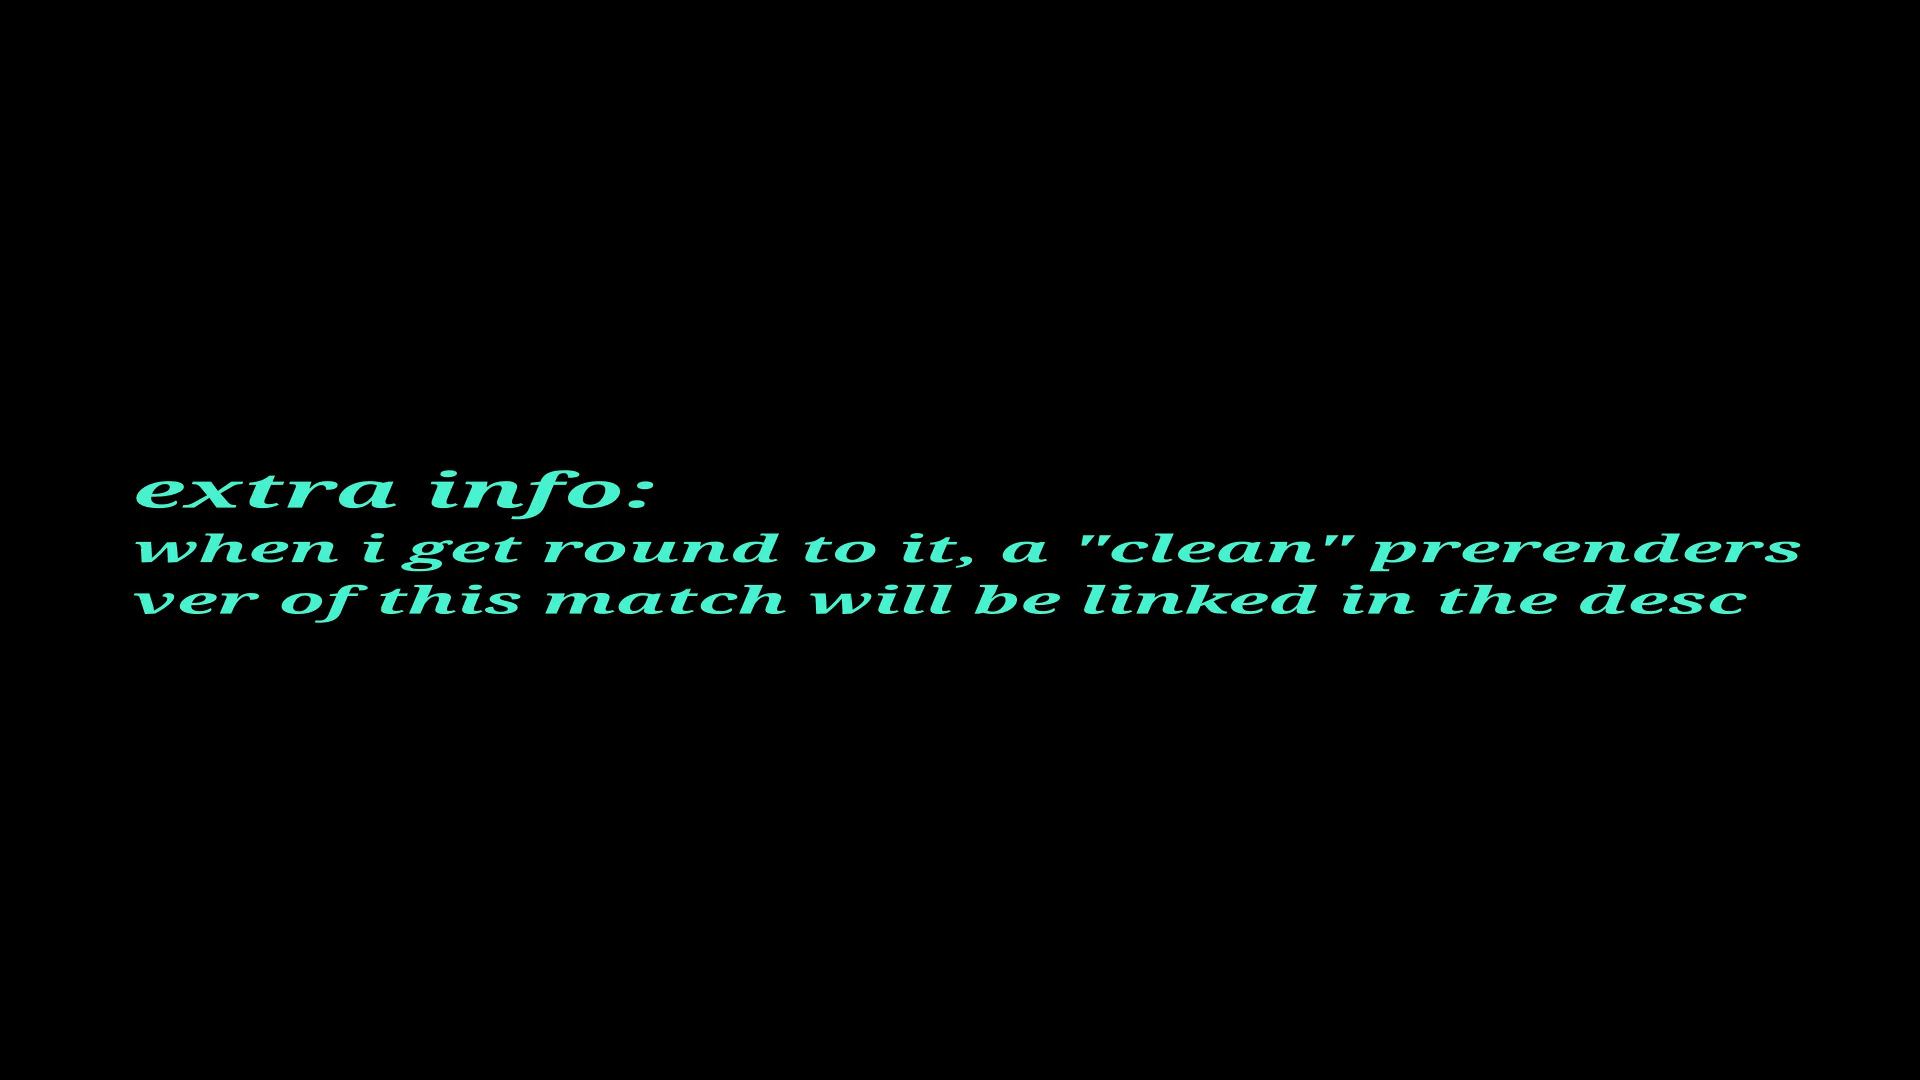 extra info:
when i get round to it, a "clean" prerenders
ver of this match will be linked in the desc